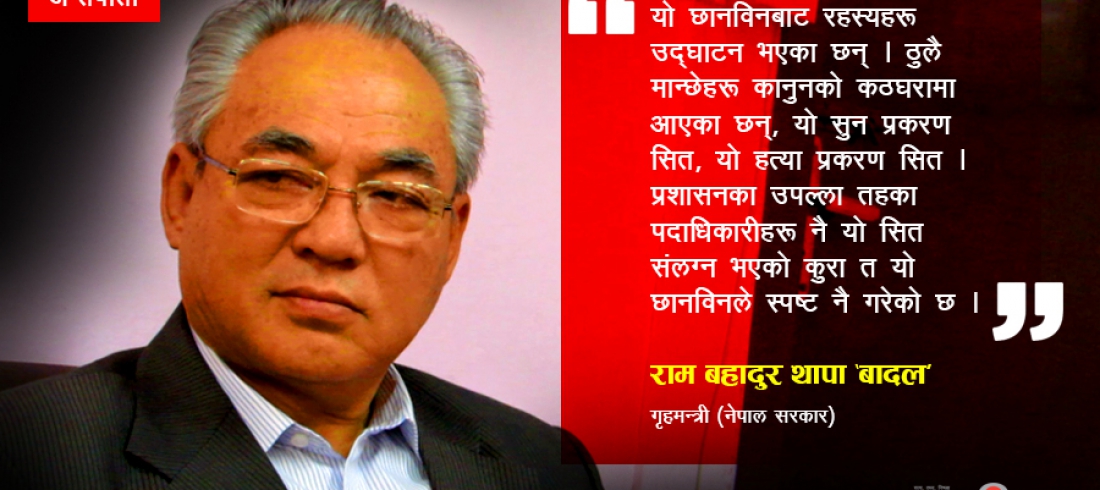 यो छानविनबाट रहस्यहरू
उद्घाटन भएका छन् । ठुलै
मान्छेहरू कानुनको कठघरामा
आएका छन्, यो सुन प्रकरण
सित, यो हत्या प्रकरण सित ।
प्रशासनका उपल्ला तहका
पदाधिकारीहरू नै यो सित
संलग्न भएको कुरा त यो
छानविनले स्पष्ट नै गरेको छ ।
राम बहादुर थापा 'बादल'
गृहमन्त्री (नेपाल सरकार)